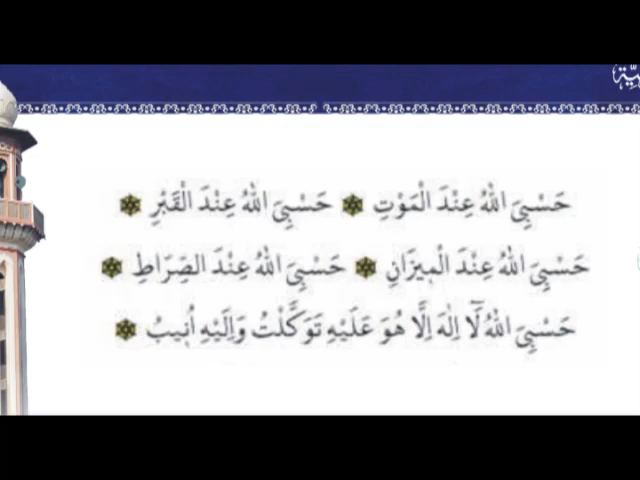 حَسْبِيَ اللهُ عِنْدَ الْمَوْتِ ۞ حَسْبِيَ اللهُ عِنْدَ الْقَبْرِ ۞
حَسْبِيَ اللهُ عِنْدَ الْمِيزَانِ ۞ حَسْبِيَ اللهُ عِنْدَ الصِّرَاطِ ۞
حَسْبِيَ اللهُ لَآ اِلٰهَ اِلَّا هُوَ عَلَيْهِ تَوَكَّلْتُ وَاِلَيْهِ اُنِيبُ ۞